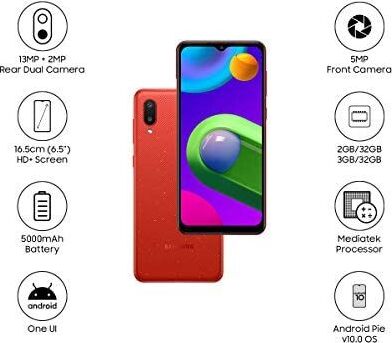 13MP + 2MP
Rear Dual Camera
5MP
Front Camera
16.5cm (6.5")
HD+ Screen
2GB/32GB
3GB/32GB
5000mAh
Battery
Mediatek
Processor
SAMSUNG
android
One UI
10
Android Pie
v10.0 OS